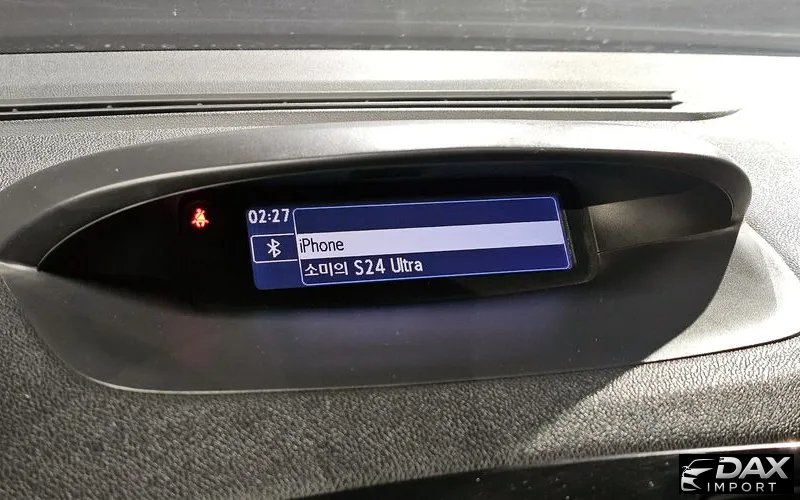 02:27
iPhone
소미의 S24 Ultra
DAX
IMPORT